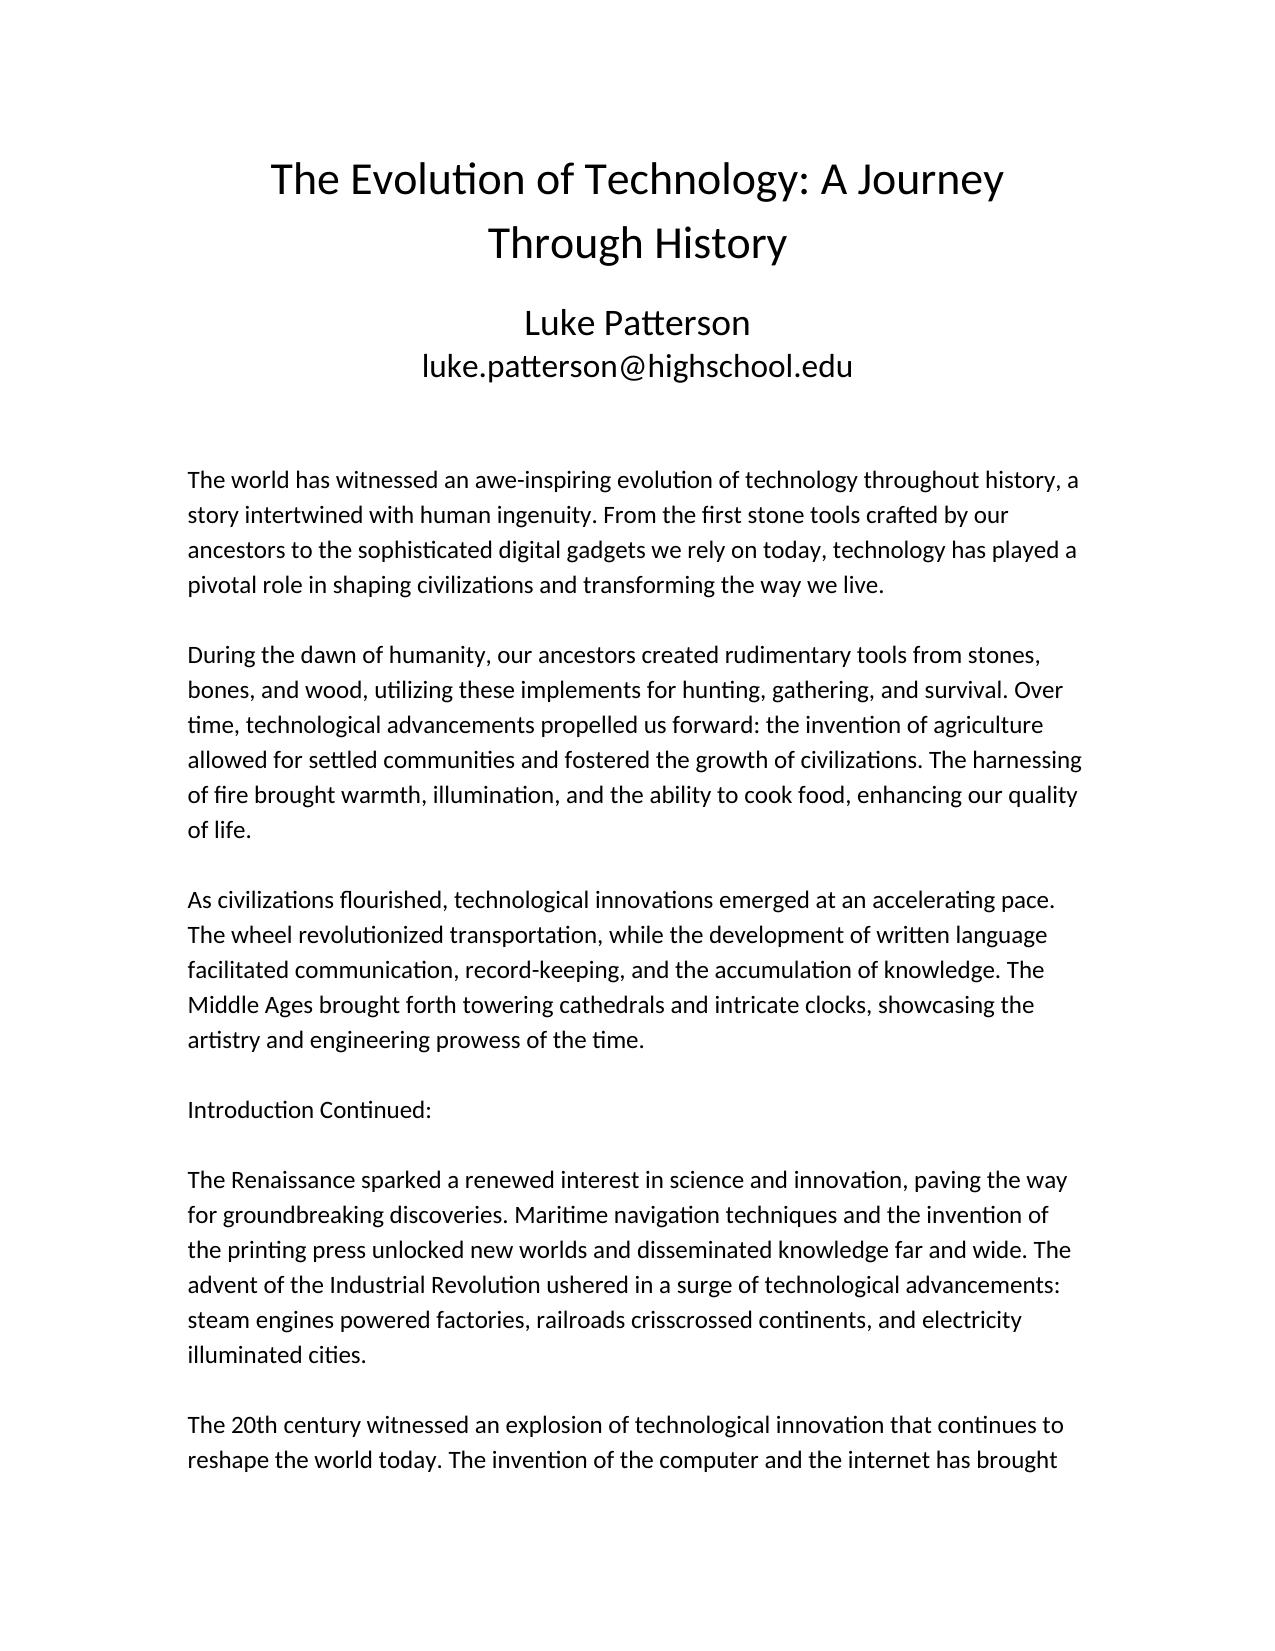 The Evolution of Technology: A Journey
Through History
Luke Patterson
luke.patterson@highschool.edu
The world has witnessed an awe-inspiring evolution of technology throughout history, a
story intertwined with human ingenuity. From the first stone tools crafted by our
ancestors to the sophisticated digital gadgets we rely on today, technology has played a
pivotal role in shaping civilizations and transforming the way we live.
During the dawn of humanity, our ancestors created rudimentary tools from stones,
bones, and wood, utilizing these implements for hunting, gathering, and survival. Over
time, technological advancements propelled us forward: the invention of agriculture
allowed for settled communities and fostered the growth of civilizations. The harnessing
of fire brought warmth, illumination, and the ability to cook food, enhancing our quality
of life.
As civilizations flourished, technological innovations emerged at an accelerating pace.
The wheel revolutionized transportation, while the development of written language
facilitated communication, record-keeping, and the accumulation of knowledge. The
Middle Ages brought forth towering cathedrals and intricate clocks, showcasing the
artistry and engineering prowess of the time.
Introduction Continued:
The Renaissance sparked a renewed interest in science and innovation, paving the way
for groundbreaking discoveries. Maritime navigation techniques and the invention of
the printing press unlocked new worlds and disseminated knowledge far and wide. The
advent of the Industrial Revolution ushered in a surge of technological advancements:
steam engines powered factories, railroads crisscrossed continents, and electricity
illuminated cities.
The 20th century witnessed an explosion of technological innovation that continues to
reshape the world today. The invention of the computer and the internet has brought